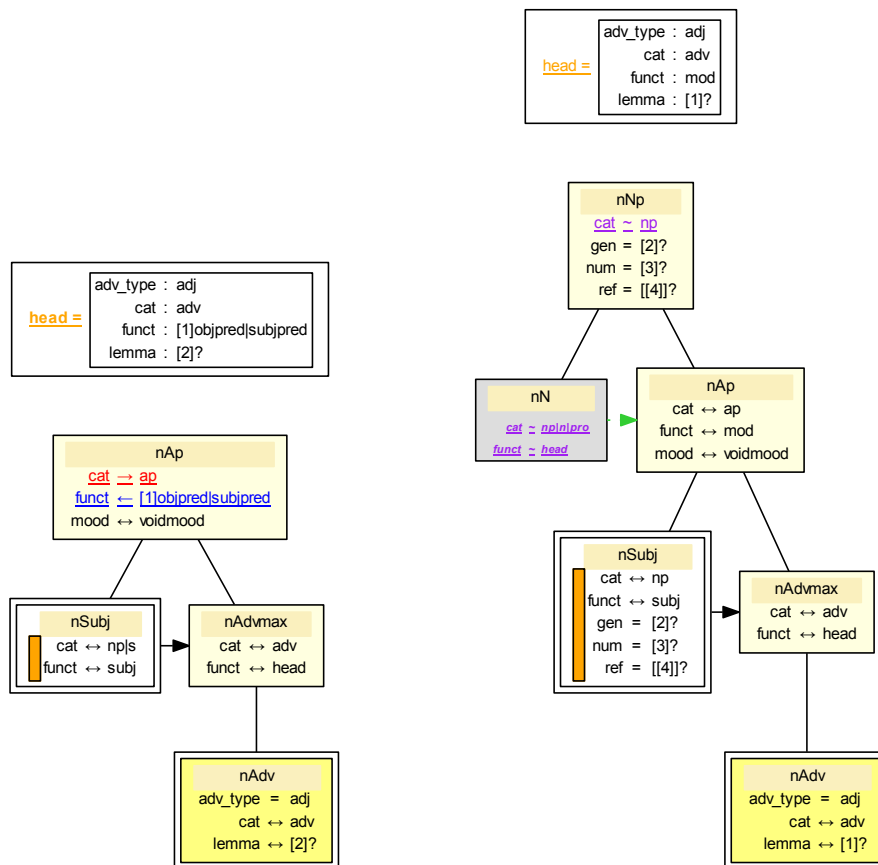 head =
adv_type : adj
cat : adv
funct : [1]objpred|subjpred
lemma : [2]?
nAp
cat → ap
funct ← [1]objpred|subjpred
mood ↔ voidmood
nSubj
cat ↔ np|s
funct ↔ subj
nAdvmax
cat ↔ adv
funct ↔ head
nAdv
adv_type = adj
cat ↔ adv
lemma ↔ [2]?
head =
adv_type : adj
cat : adv
funct : mod
lemma : [1]?
nNp
cat ~ np
gen = [2]?
num = [3]?
ref = [[4]]?
nN
cat ~ np|n|pro
funct ~ head
nAp
cat ↔ ap
funct ↔ mod
mood ↔ voidmood
nSubj
cat ↔ np
funct ↔ subj
gen = [2]?
num = [3]?
ref = [[4]]?
nAdvmax
cat ↔ adv
funct ↔ head
nAdv
adv_type = adj
cat ↔ adv
lemma ↔ [1]?